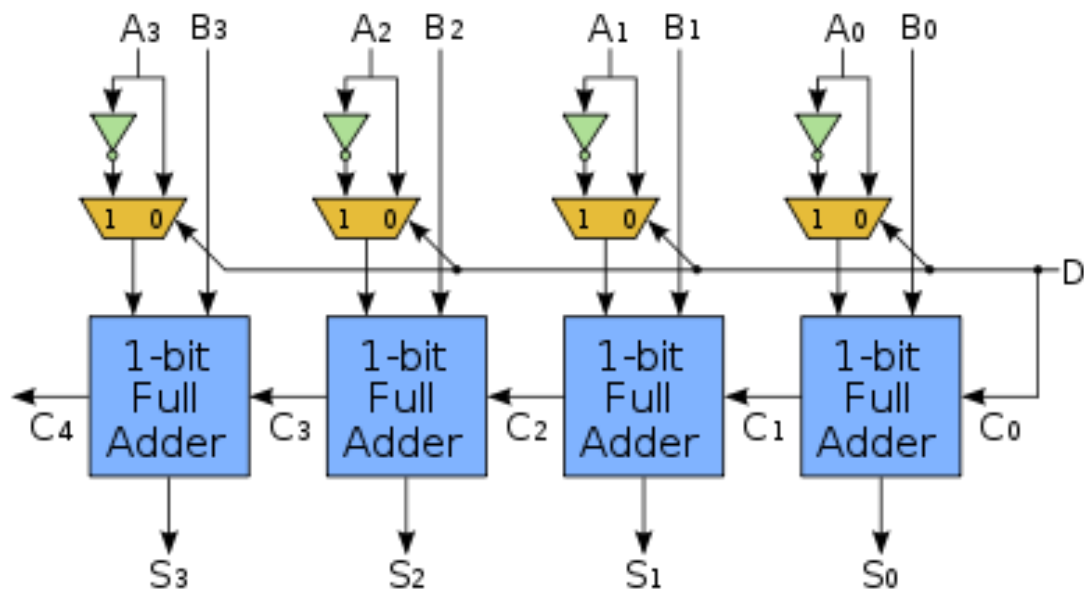 A3 B3 A2 B2 A1 B1 A0 B0
1 0 1 0 1 0 1 0
D
1-bit Full Adder 1-bit Full Adder 1-bit Full Adder 1-bit Full Adder
C4 C3 C2 C1 C0
S3 S2 S1 S0